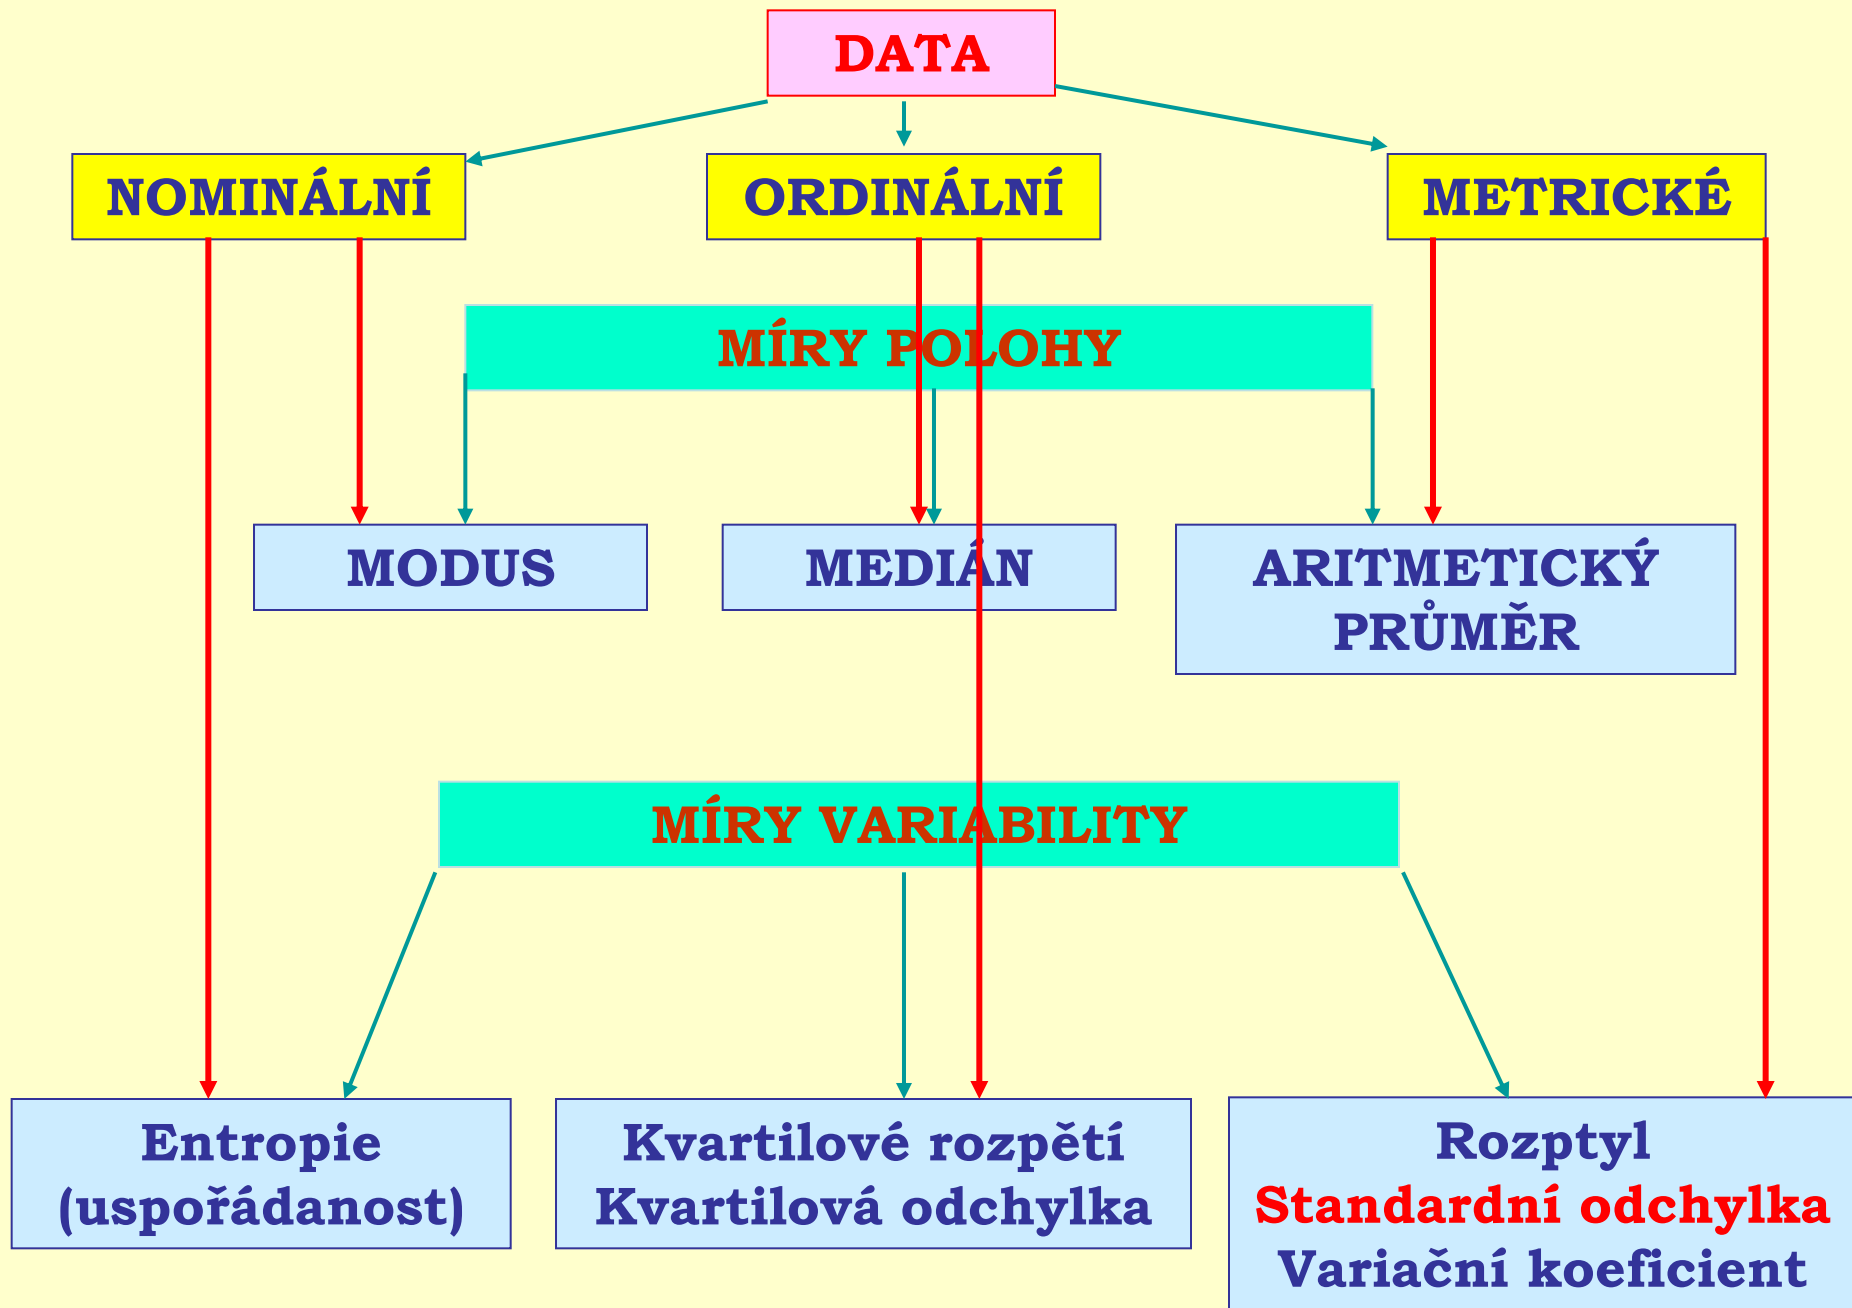 DATA
NOMINÁLNÍ
ORDINÁLNÍ
METRICKÉ
MÍRY POLOHY
MODUS
MEDIÁN
ARITMETICKÝ
PRŮMĚR
MÍRY VARIABILITY
Entropie
(uspořádanost)
Kvartilové rozpětí
Kvartilová odchylka
Rozptyl
Standardní odchylka
Variační koeficient